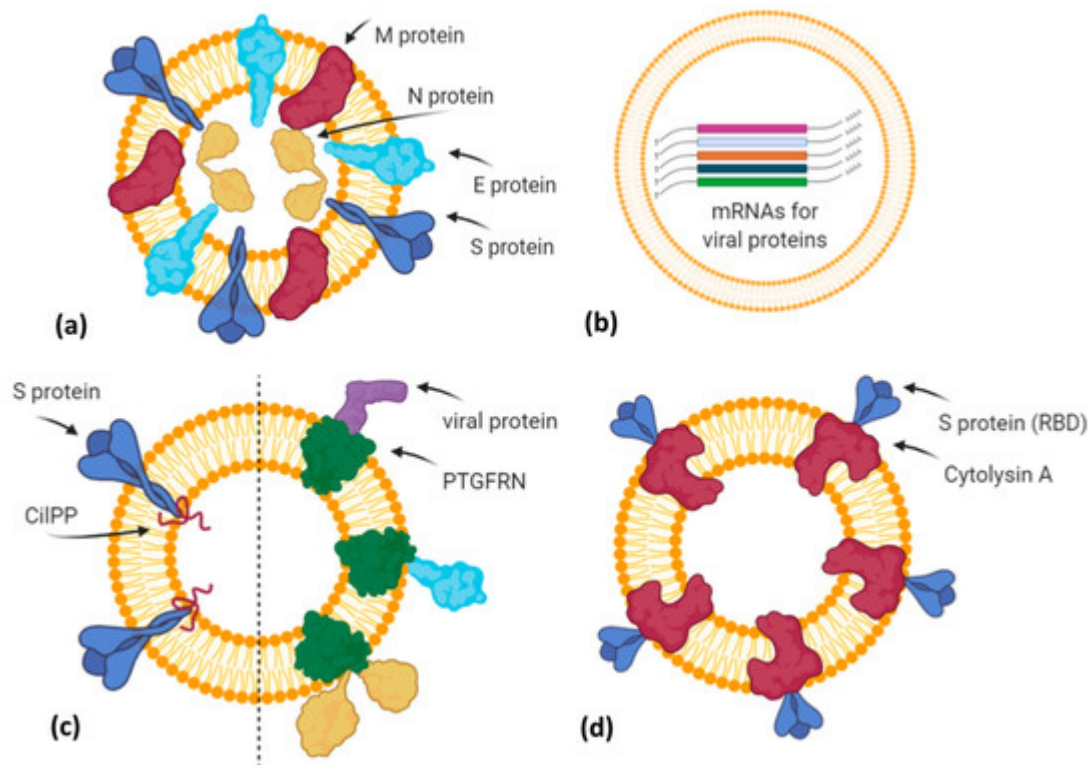 M protein
N protein
E protein
S protein
(a)
mRNAs for
viral proteins
(b)
S protein
CilPP
viral protein
PTGFRN
(c)
S protein (RBD)
Cytolysin A
(d)